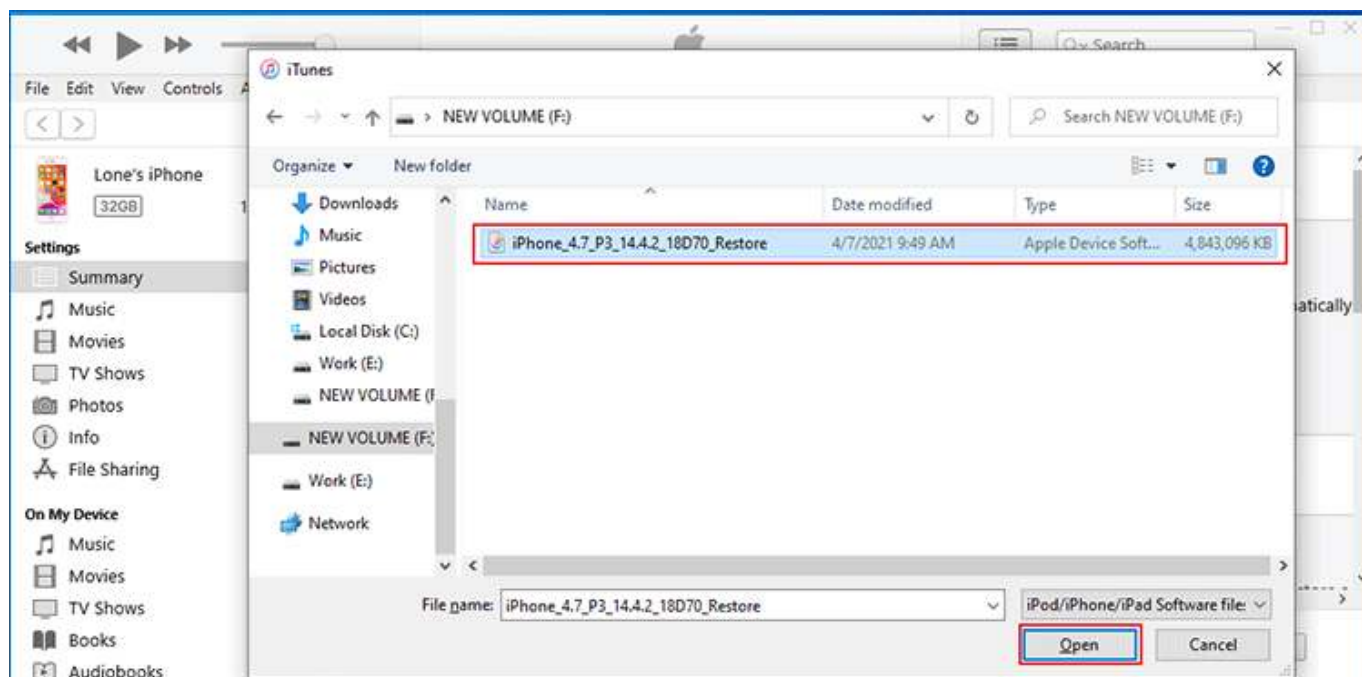 Search
iTunes
File Edit View Controls
NEW VOLUME (F:)
Search NEW VOLUME (F:)
Organize New folder
Lone's iPhone
32GB
Settings
Summary
Music
Movies
TV Shows
Photos
Info
File Sharing
On My Device
Music
Movies
TV Shows
Books
Audiobooks
Downloads
Music
Pictures
Videos
Local Disk (C:)
Work (E:)
NEW VOLUME (F
NEW VOLUME (F:
Work (E:)
Network
Name Date modified Type Size
iPhone_4.7_P3_14.4.2_18D70_Restore 4/7/2021 9:49 AM Apple Device Soft... 4,843,096 KB
atically
File name: iPhone_4.7_P3_14.4.2_18D70_Restore iPod/iPhone/iPad Software file
Open Cancel